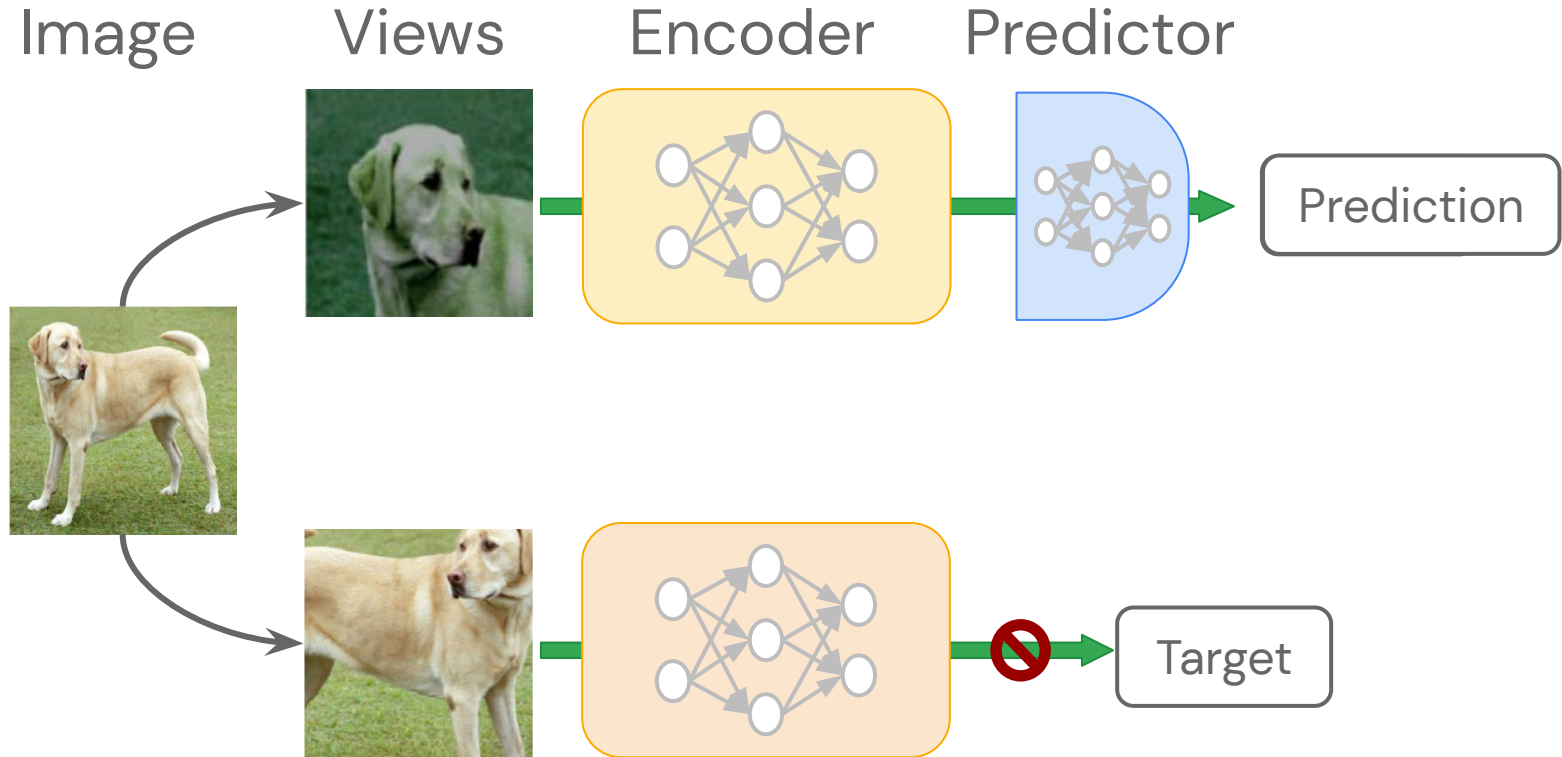 Image
Views
Encoder
Predictor
Prediction
Target